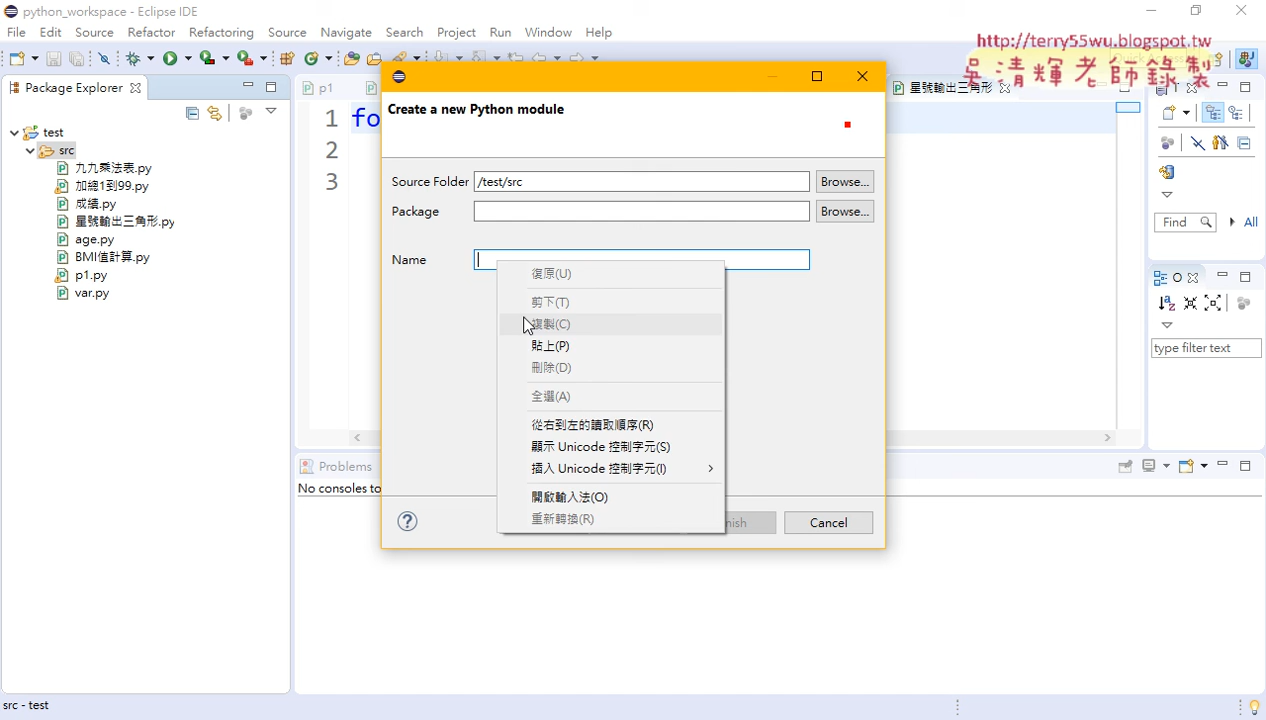 python_workspace - Eclipse IDE
File Edit Source Refactor Refactoring Source Navigate Search Project Run Window Help
http://terry55wu.blogspot.tw
吳清輝老師錄製
Package Explorer
p1
星號輸出三角形
Create a new Python module
1 fo
2
3
test
src
九九乘法表.py
加總1到99.py
成績.py
星號輸出三角形.py
age.py
BMI值計算.py
p1.py
var.py
Source Folder /test/src Browse...
Package Browse...
Name
復原(U)
剪下(T)
複製(C)
貼上(P)
刪除(D)
全選(A)
從右到左的讀取順序(R)
顯示 Unicode 控制字元(S)
插入 Unicode 控制字元(I)
開啟輸入法(O)
重新轉換(R)
nish
Cancel
Find All
O
type filter text
Problems
No consoles to
src - test